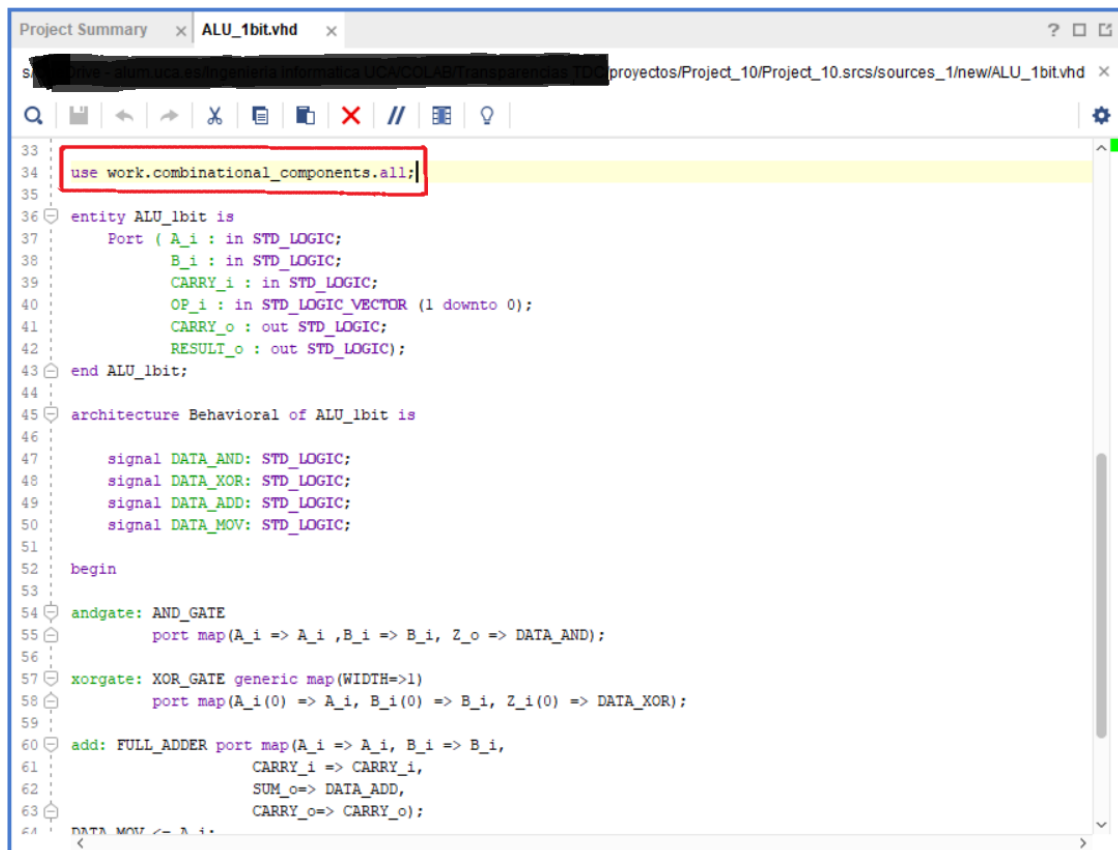 Project Summary × ALU_1bit.vhd ×
proyectos/Project_10/Project_10.srcs/sources_1/new/ALU_1bit.vhd
33
34 use work.combinational_components.all;
35
36 entity ALU_1bit is
37 Port ( A_i : in STD_LOGIC;
38 B_i : in STD_LOGIC;
39 CARRY_i : in STD_LOGIC;
40 OP_i : in STD_LOGIC_VECTOR (1 downto 0);
41 CARRY_o : out STD_LOGIC;
42 RESULT_o : out STD_LOGIC);
43 end ALU_1bit;
44
45 architecture Behavioral of ALU_1bit is
46
47 signal DATA_AND: STD_LOGIC;
48 signal DATA_XOR: STD_LOGIC;
49 signal DATA_ADD: STD_LOGIC;
50 signal DATA_MOV: STD_LOGIC;
51
52 begin
53
54 andgate: AND_GATE
55 port map(A_i => A_i ,B_i => B_i, Z_o => DATA_AND);
56
57 xorgate: XOR_GATE generic map(WIDTH=>1)
58 port map(A_i(0) => A_i, B_i(0) => B_i, Z_i(0) => DATA_XOR);
59
60 add: FULL_ADDER port map(A_i => A_i, B_i => B_i,
61 CARRY_i => CARRY_i,
62 SUM_o=> DATA_ADD,
63 CARRY_o=> CARRY_o);
64 DATA_MOV <= A_i;